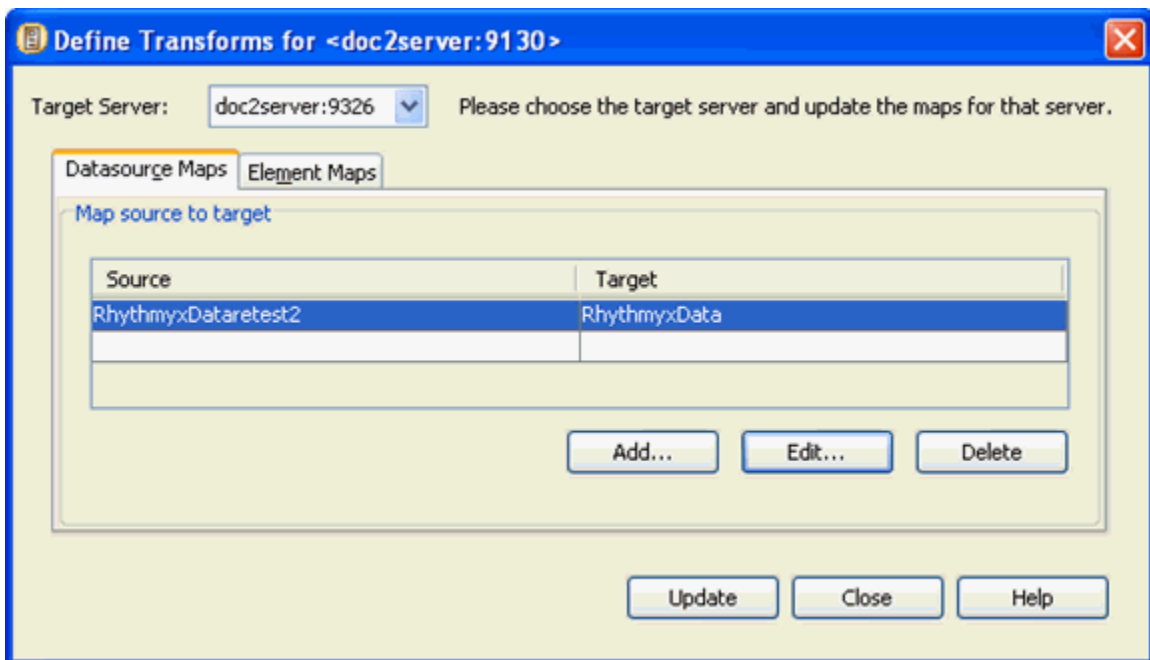 Define Transforms for <doc2server:9130>
Target Server: doc2server:9326 Please choose the target server and update the maps for that server.
Datasource Maps Element Maps
Map source to target
Source Target
RhythmyxDataretest2 RhythmyxData
Add... Edit... Delete
Update Close Help